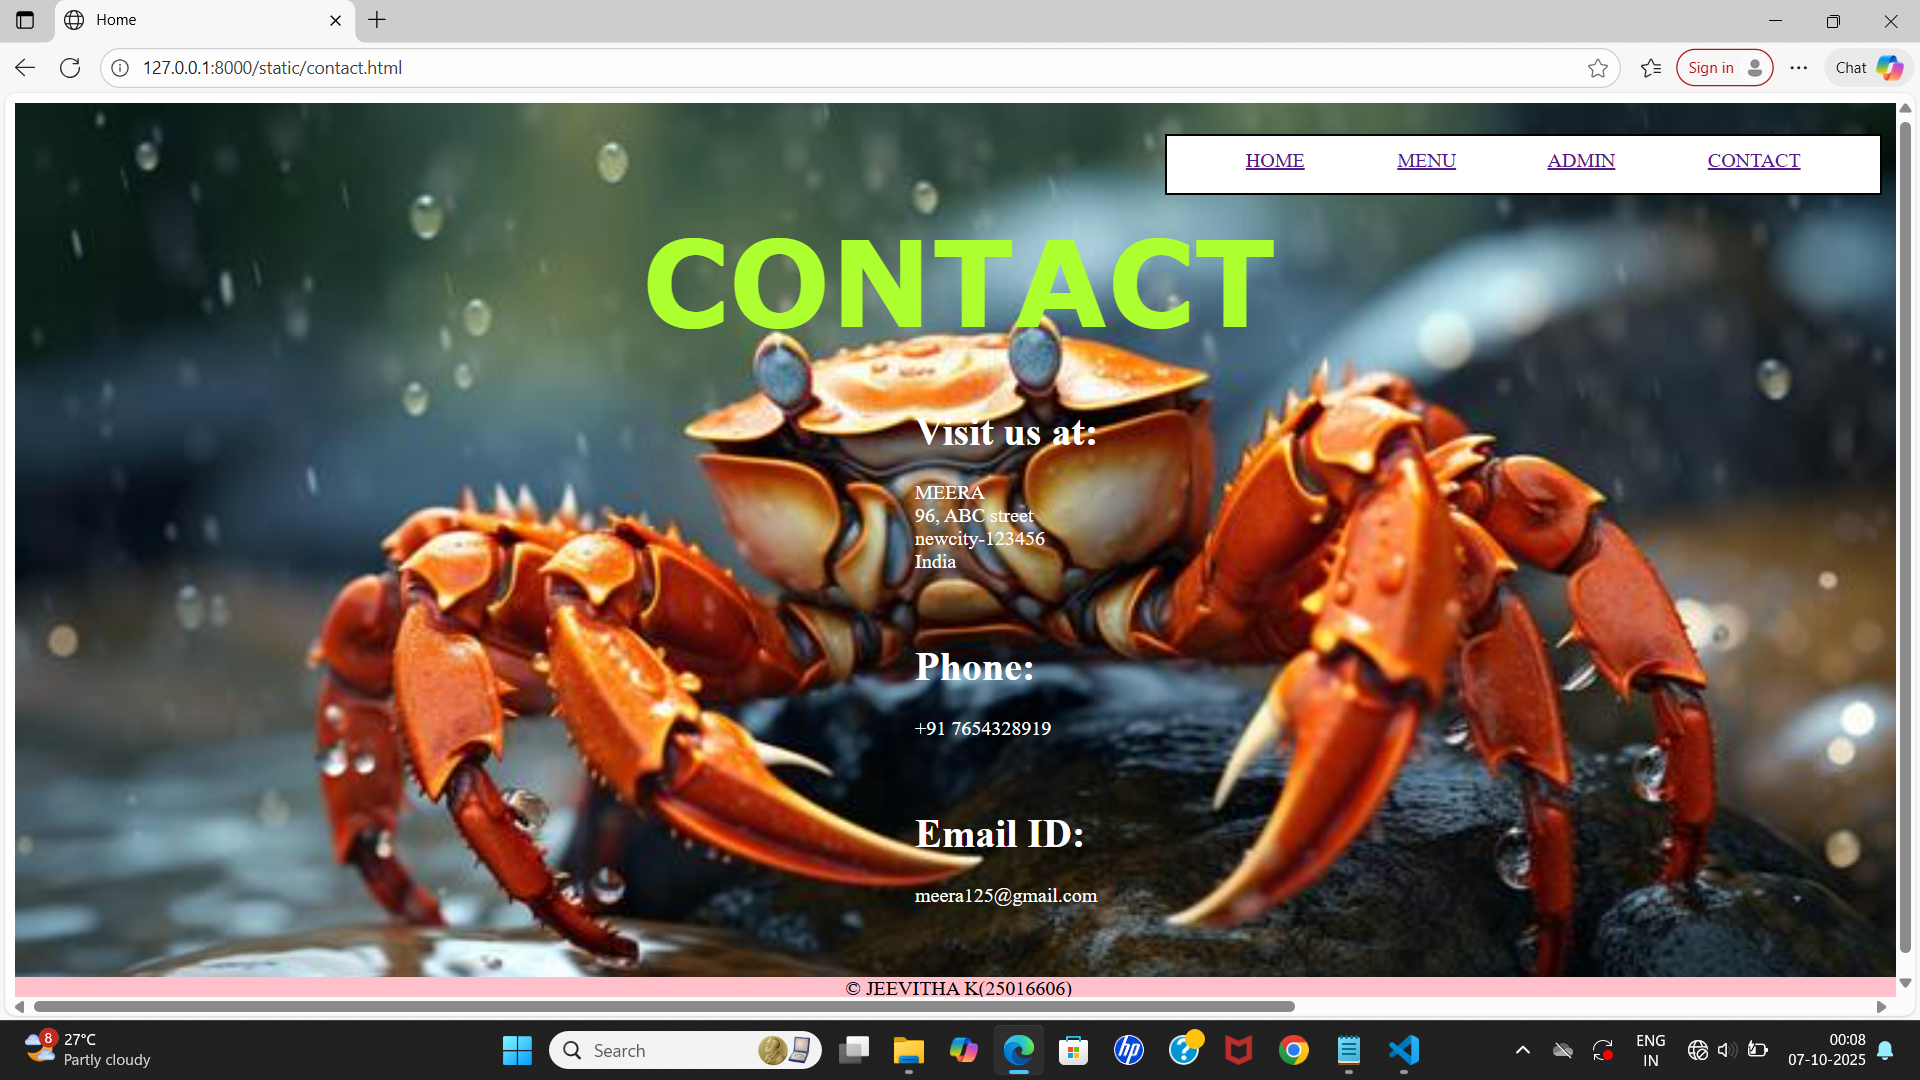 Home
127.0.0.1:8000/static/contact.html
Sign in
Chat
HOME MENU ADMIN CONTACT
CONTACT
Visit us at:
MEERA
96, ABC street
newcity-123456
India
Phone:
+91 7654328919
Email ID:
meera125@gmail.com
© JEEVITHA K(25016606)
8
27°C
Partly cloudy
Search
hp
ENG
IN
00:08
07-10-2025